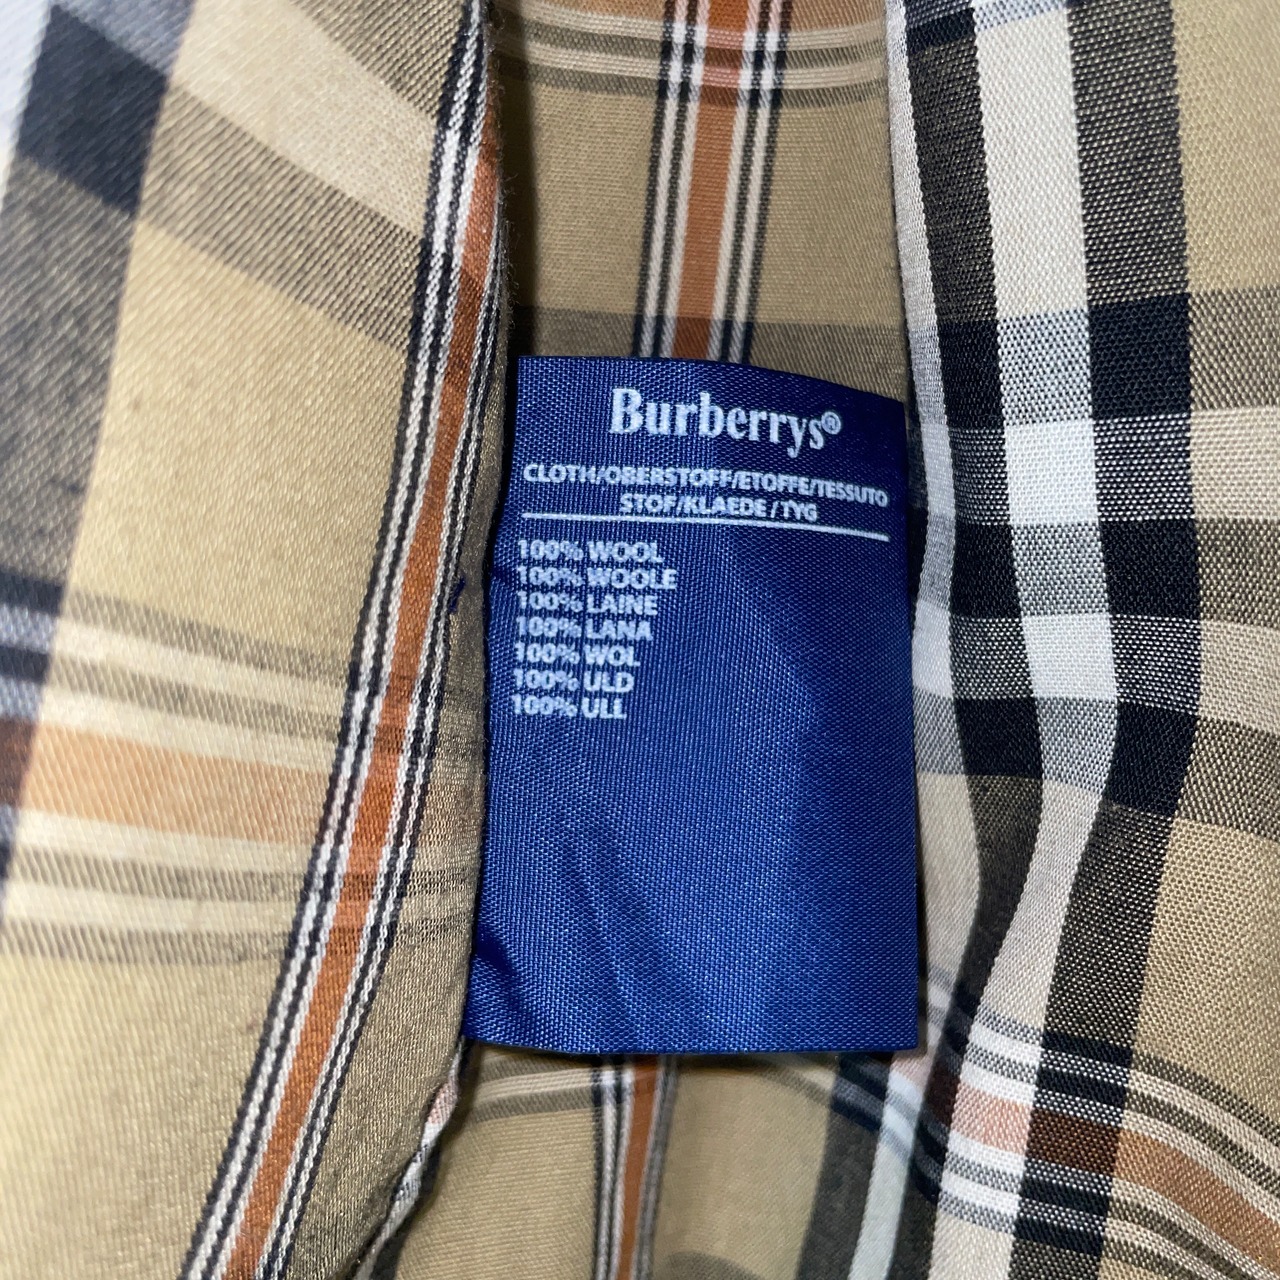 Burberrys®
CLOTH/OBERSTOFF/ETOFFE/TESSUTO
STOF/KLAEDE/TYG
100% WOOL
100% WOOLE
100% LAINE
100% LANA
100% WOL
100% ULD
100% ULL